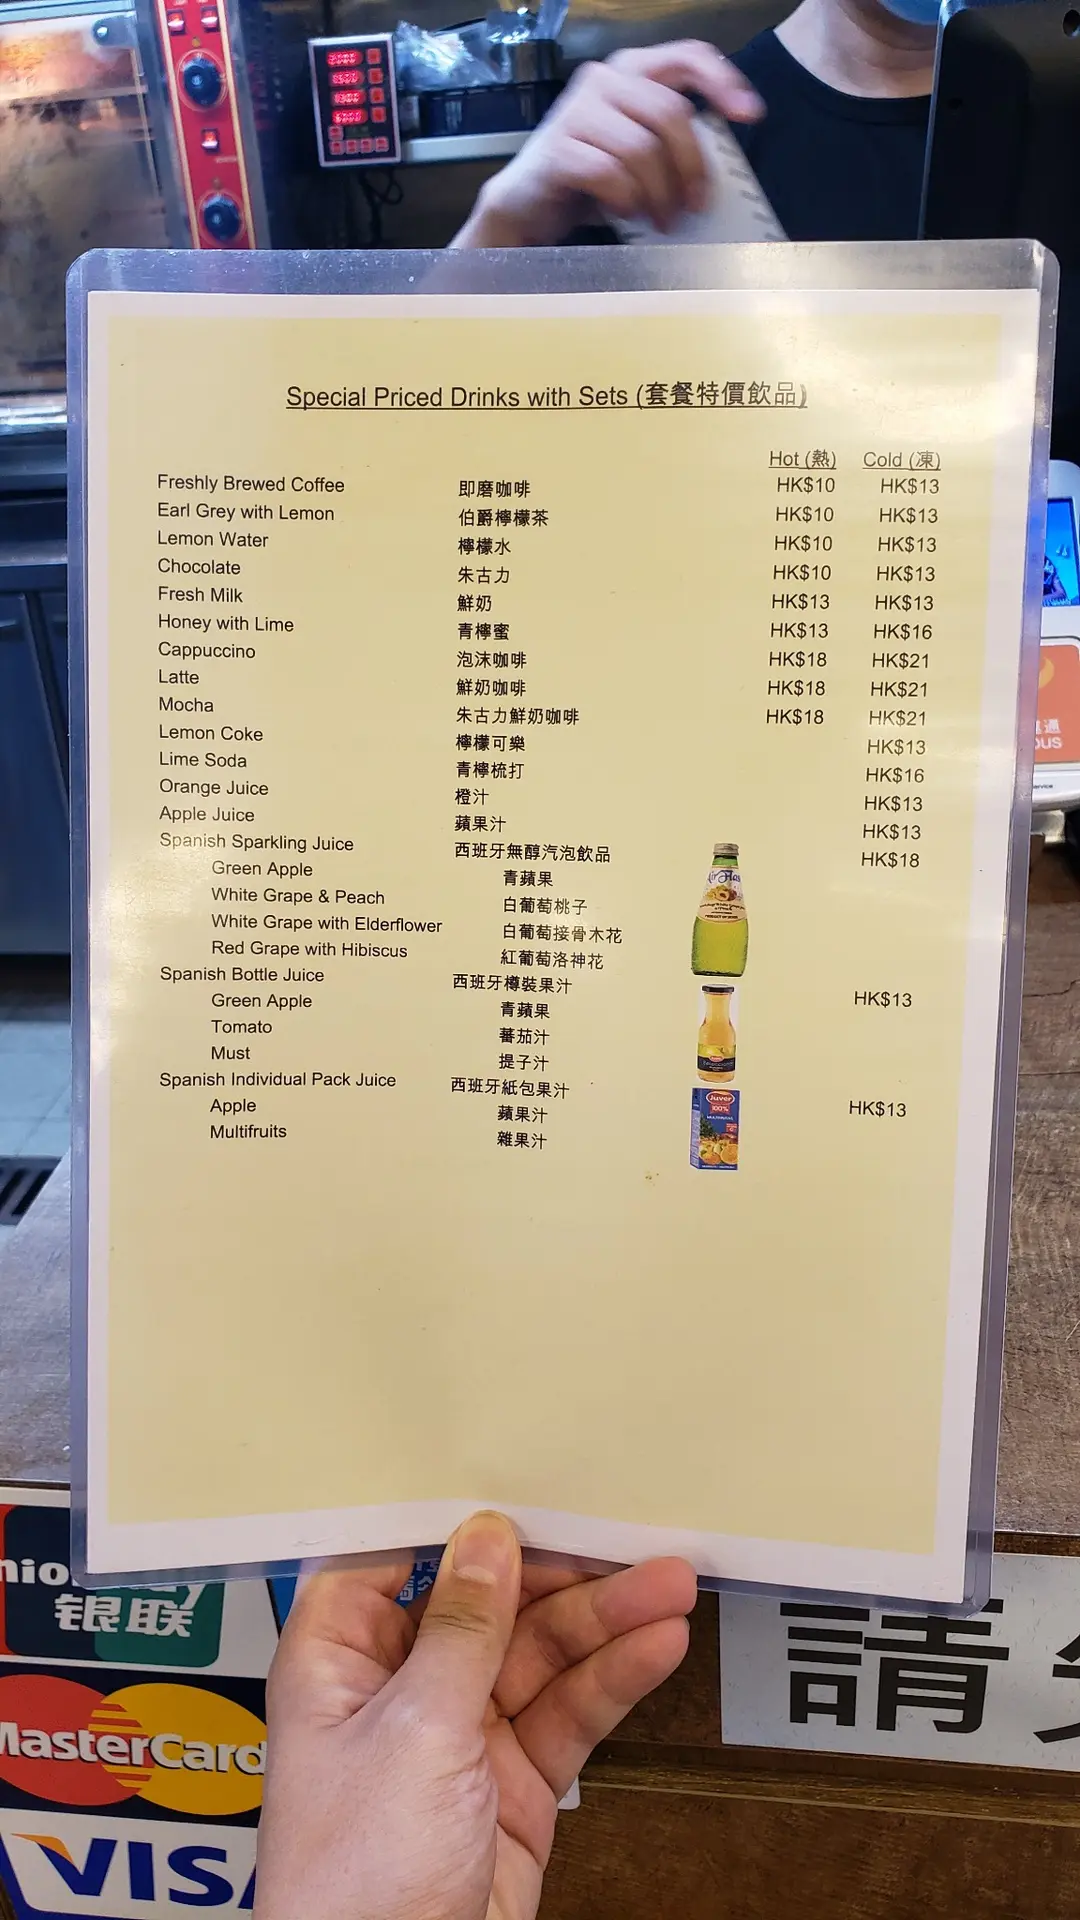 Special Priced Drinks with Sets (套餐特價飲品)
Hot (熱) Cold (凍)
Freshly Brewed Coffee 即磨咖啡 HK$10 HK$13
Earl Grey with Lemon 伯爵檸檬茶 HK$10 HK$13
Lemon Water 檸檬水 HK$10 HK$13
Chocolate 朱古力 HK$10 HK$13
Fresh Milk 鮮奶 HK$13 HK$13
Honey with Lime 青檸蜜 HK$13 HK$16
Cappuccino 泡沫咖啡 HK$18 HK$21
Latte 鮮奶咖啡 HK$18 HK$21
Mocha 朱古力鮮奶咖啡 HK$18 HK$21
Lemon Coke 檸檬可樂 HK$13
Lime Soda 青檸梳打 HK$16
Orange Juice 橙汁 HK$13
Apple Juice 蘋果汁 HK$13
Spanish Sparkling Juice 西班牙無醇汽泡飲品 HK$18
Green Apple 青蘋果
White Grape & Peach 白葡萄桃子
White Grape with Elderflower 白葡萄接骨木花
Red Grape with Hibiscus 紅葡萄洛神花
Spanish Bottle Juice 西班牙樽裝果汁 HK$13
Green Apple 青蘋果
Tomato 蕃茄汁
Must 提子汁
Spanish Individual Pack Juice 西班牙紙包果汁 HK$13
Apple 蘋果汁
Multifruits 雜果汁
Juver
100%
银联
MasterCard
VISA
請